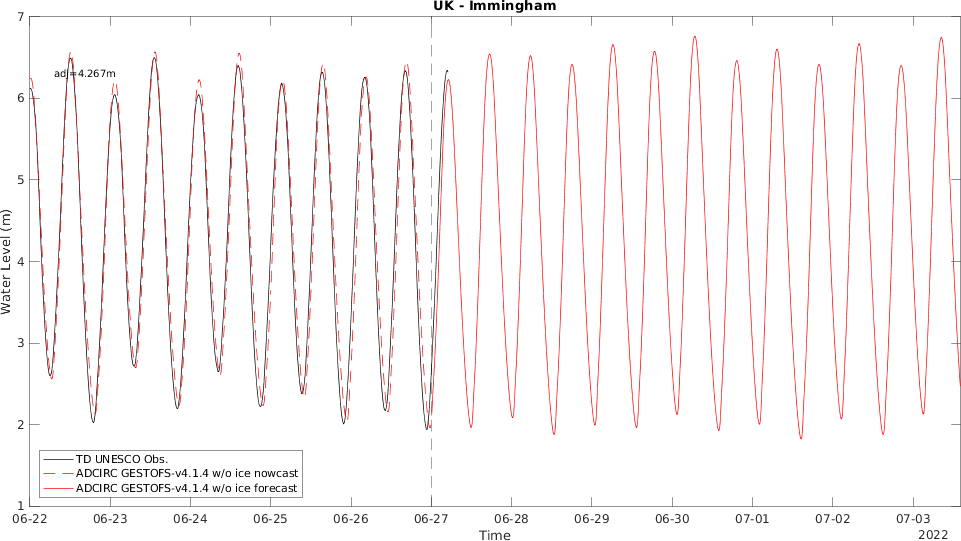 UK - Immingham
adj=4.267m
7
6
5
4
3
2
1
Water Level (m)
TD UNESCO Obs.
ADCIRC GESTOFS-v4.1.4 w/o ice nowcast
ADCIRC GESTOFS-v4.1.4 w/o ice forecast
06-22 06-23 06-24 06-25 06-26 06-27 06-28 06-29 06-30 07-01 07-02 07-03
Time
2022